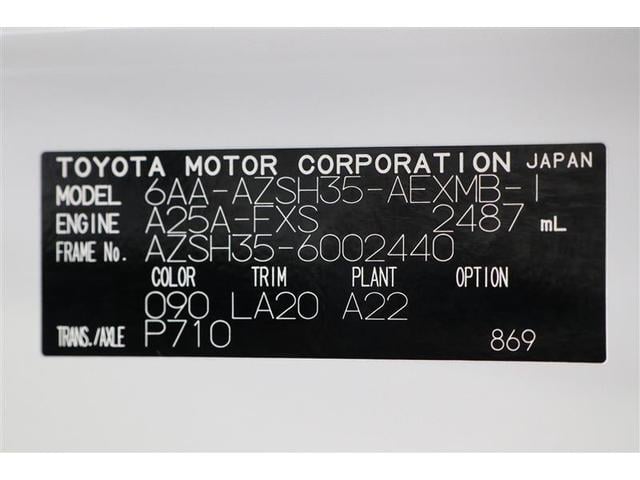 TOYOTA MOTOR CORPORATION JAPAN
MODEL 6AA-AZSH35-AEXMB-I
ENGINE A25A-FXS 2487 mL
FRAME No. AZSH35-6002440
COLOR TRIM PLANT OPTION
090 LA20 A22
TRANS./AXLE P710 869